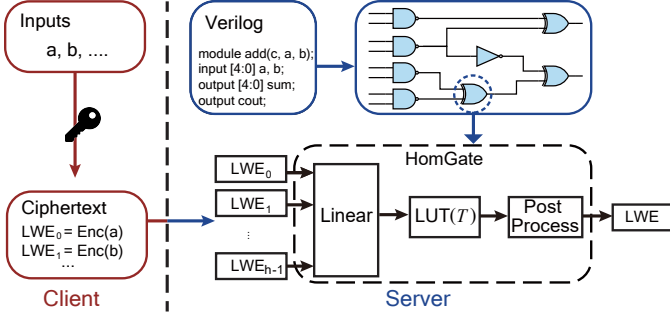 Inputs
a, b, ....
Ciphertext
LWE₀ = Enc(a)
LWE₁ = Enc(b)
...
Client
Verilog
module add(c, a, b);
input [4:0] a, b;
output [4:0] sum;
output cout;
HomGate
LWE₀
LWE₁
...
LWEh-1
Linear
LUT(T)
Post
Process
LWE
Server